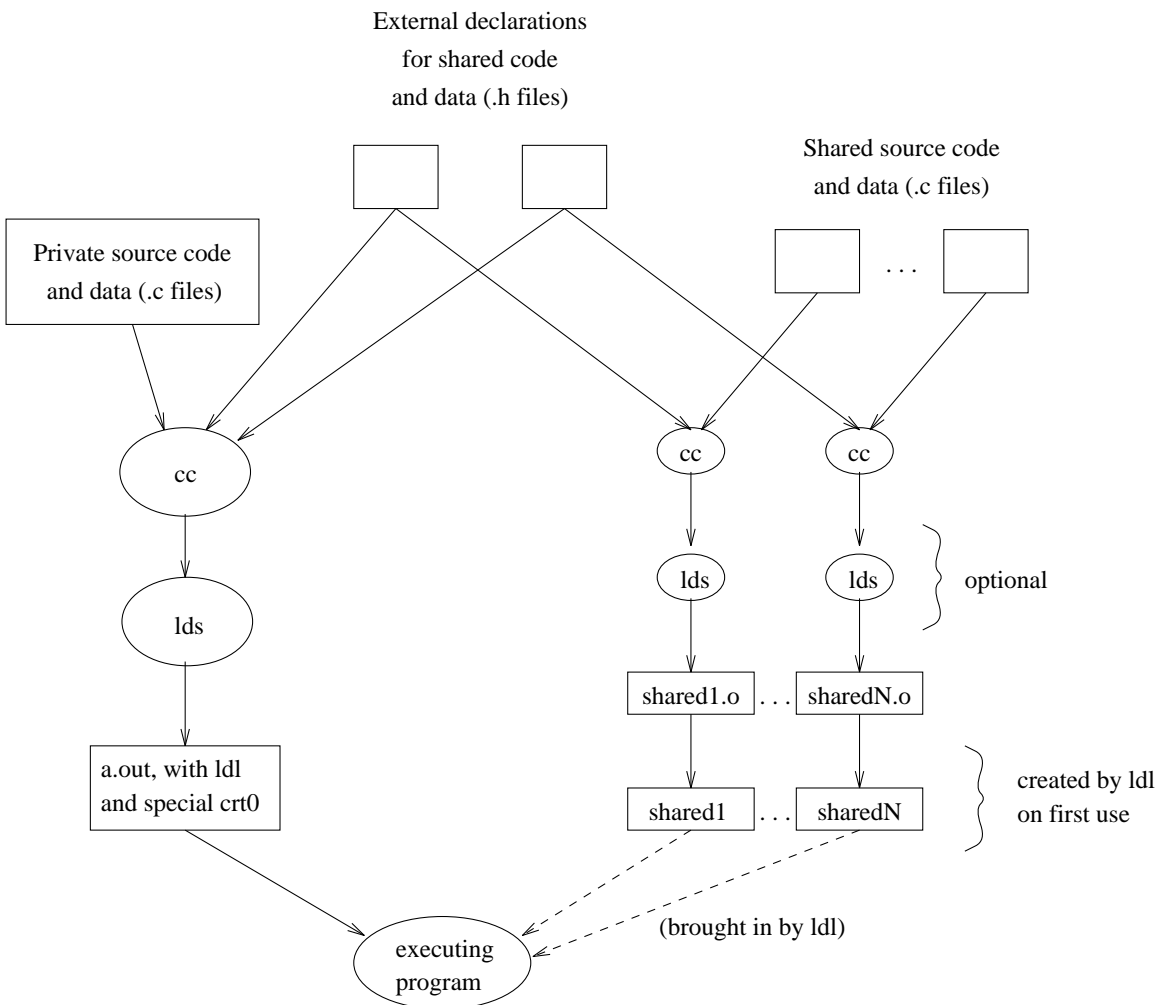 External declarations
for shared code
and data (.h files)
Shared source code
and data (.c files)
Private source code
and data (.c files)
. . .
cc
cc
cc
lds
lds
optional
lds
shared1.o
. . .
sharedN.o
a.out, with ldl
and special crt0
shared1
. . .
sharedN
created by ldl
on first use
(brought in by ldl)
executing
program